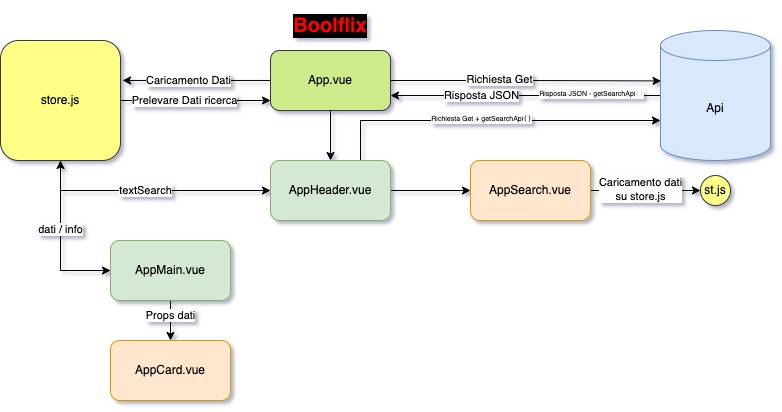 Boolflix
store.js
Caricamento Dati
Prelevare Dati ricerca
App.vue
Richiesta Get
Risposta JSON
Risposta JSON - getSearchApi()
Richiesta Get + getSearchApi()
Api
textSearch
AppHeader.vue
AppSearch.vue
Caricamento dati
su store.js
st.js
dati / info
AppMain.vue
Props dati
AppCard.vue